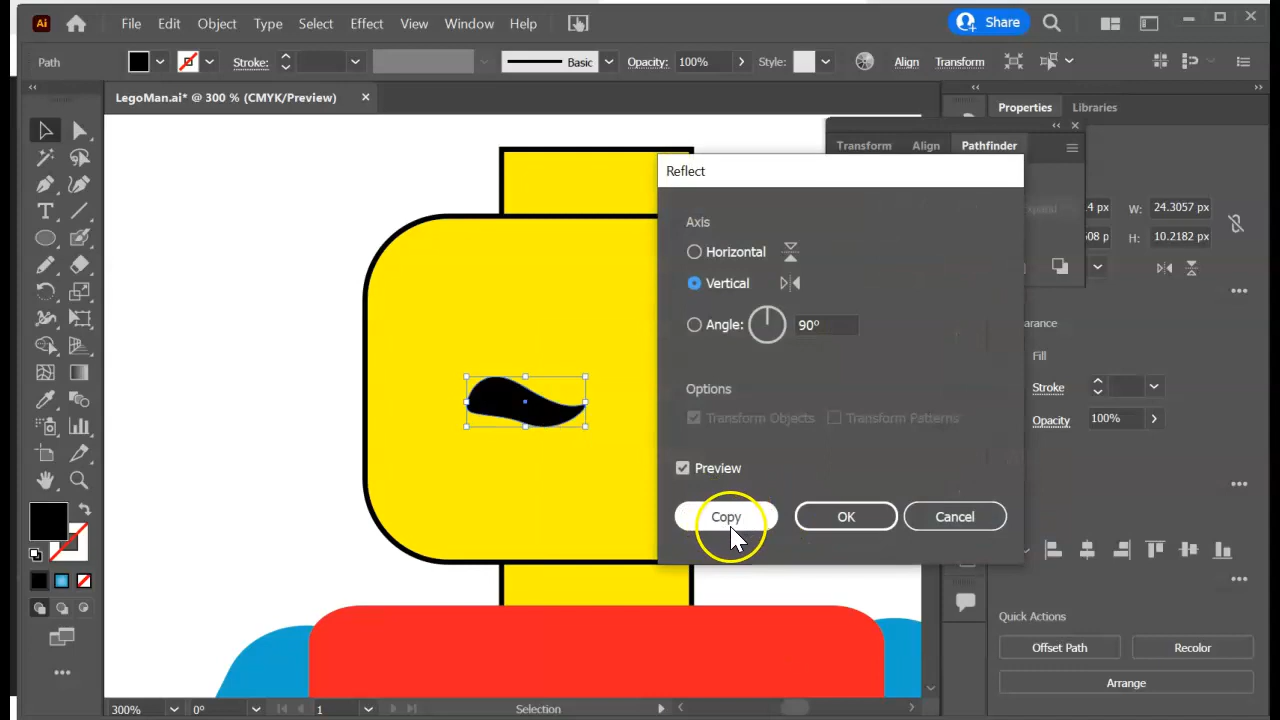 Ai File Edit Object Type Select Effect View Window Help Share
Path Stroke: Basic Opacity: 100% Style: Align Transform
LegoMan.ai* @ 300 % (CMYK/Preview)
Properties Libraries
Transform Align Pathfinder
Reflect
Axis
Horizontal
Vertical
Angle: 90°
Options
Transform Objects Transform Patterns
Preview
Copy OK Cancel
W: 24.3057 px
H: 10.2182 px
Fill
Stroke
Opacity 100%
Quick Actions
Offset Path Recolor
Arrange
300% 0° 1 Selection